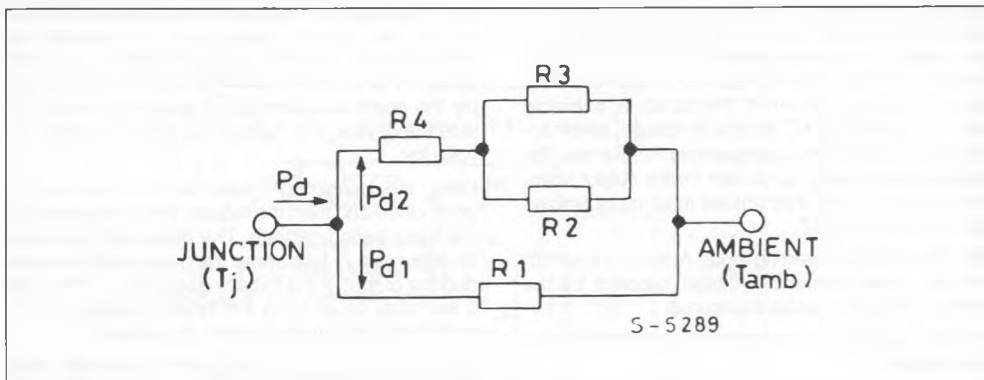 R3
R4
Pd
Pd2
R2
JUNCTION
(Tj)
AMBIENT
(Tamb)
Pd1
R1
S-5289